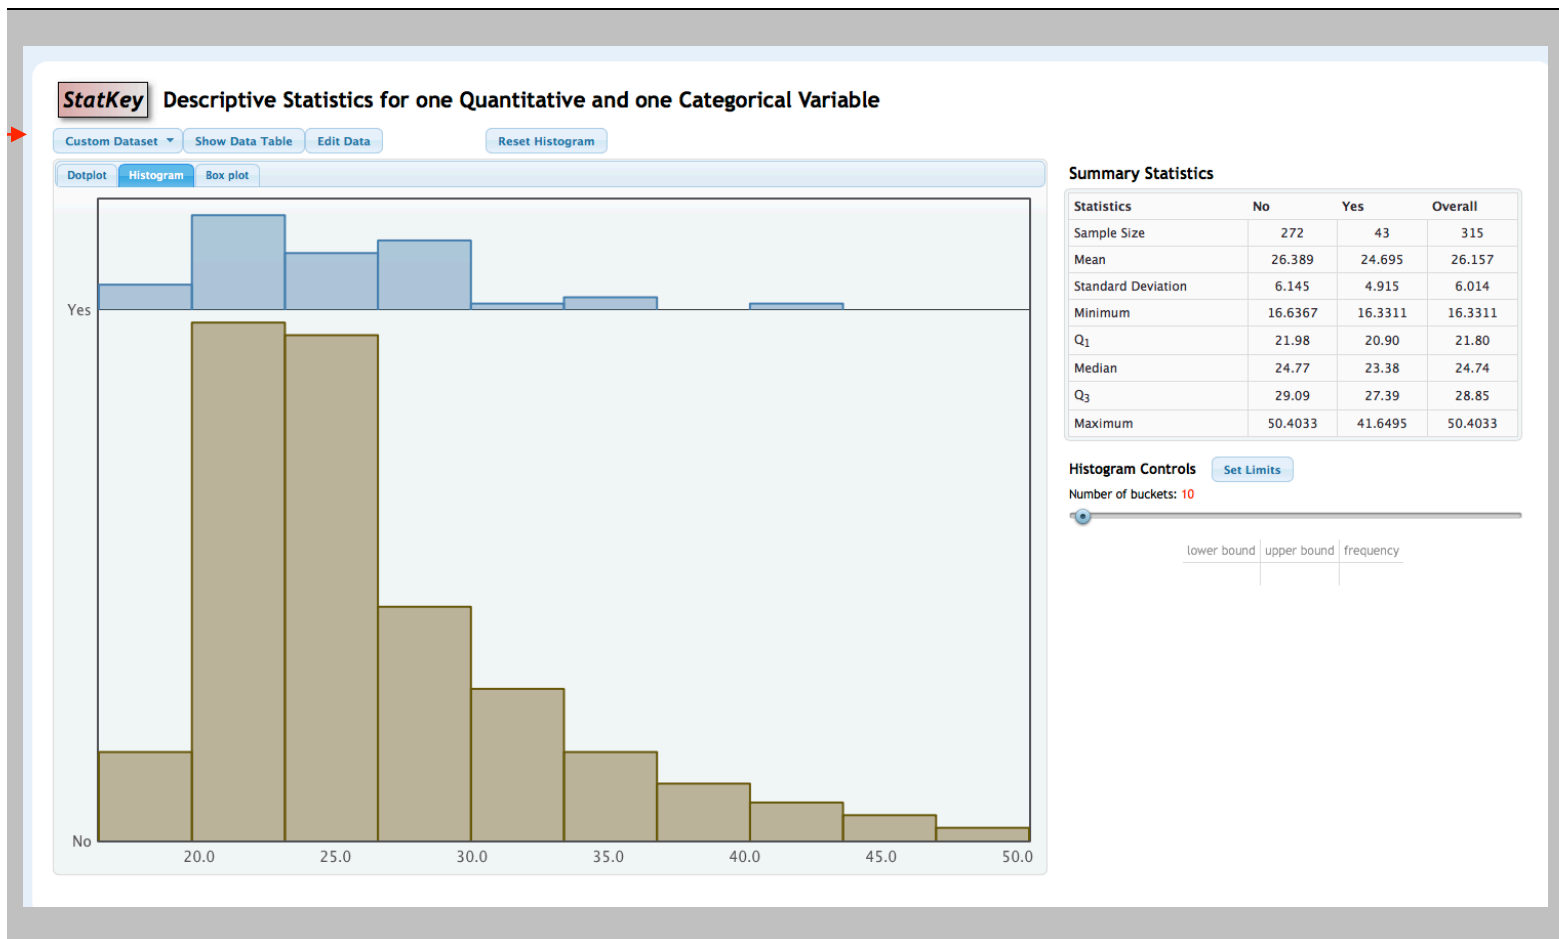 StatKey Descriptive Statistics for one Quantitative and one Categorical Variable
Custom Dataset Show Data Table Edit Data Reset Histogram
Dotplot Histogram Box plot
Yes
No
20.0 25.0 30.0 35.0 40.0 45.0 50.0
Summary Statistics
Statistics No Yes Overall
Sample Size 272 43 315
Mean 26.389 24.695 26.157
Standard Deviation 6.145 4.915 6.014
Minimum 16.6367 16.3311 16.3311
Q1 21.98 20.90 21.80
Median 24.77 23.38 24.74
Q3 29.09 27.39 28.85
Maximum 50.4033 41.6495 50.4033
Histogram Controls Set Limits
Number of buckets: 10
lower bound upper bound frequency